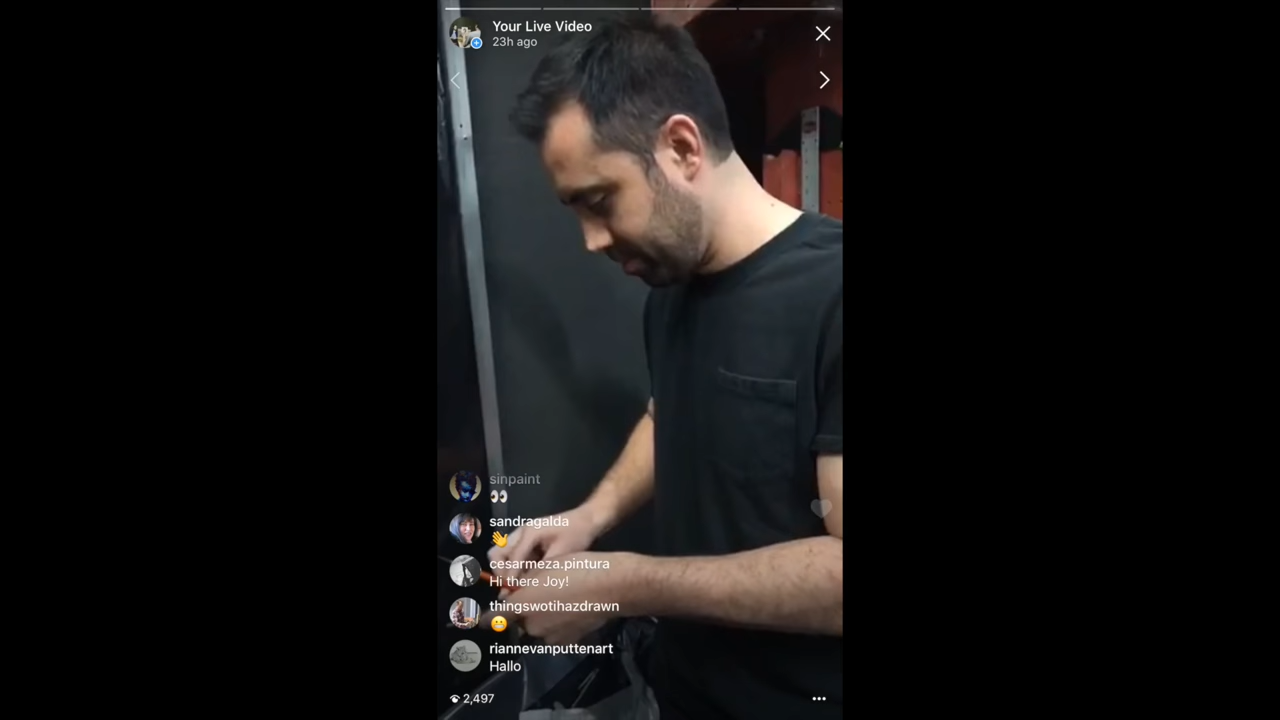 Your Live Video
23h ago
sinpaint
👀
sandragalda
👋
cesarmeza.pintura
Hi there Joy!
thingswotihazdrawn
😬
riannevanputtenart
Hallo
2,497